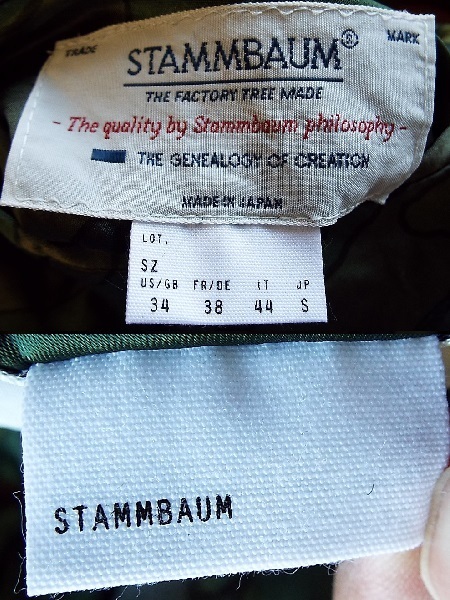 TRADE STAMMBAUM® MARK
THE FACTORY TREE MADE
- The quality by Stammbaum philosophy -
THE GENEALOGY OF CREATION
MADE IN JAPAN
LOT,
SZ
US/GB FR/DE IT JP
34 38 44 S
STAMMBAUM